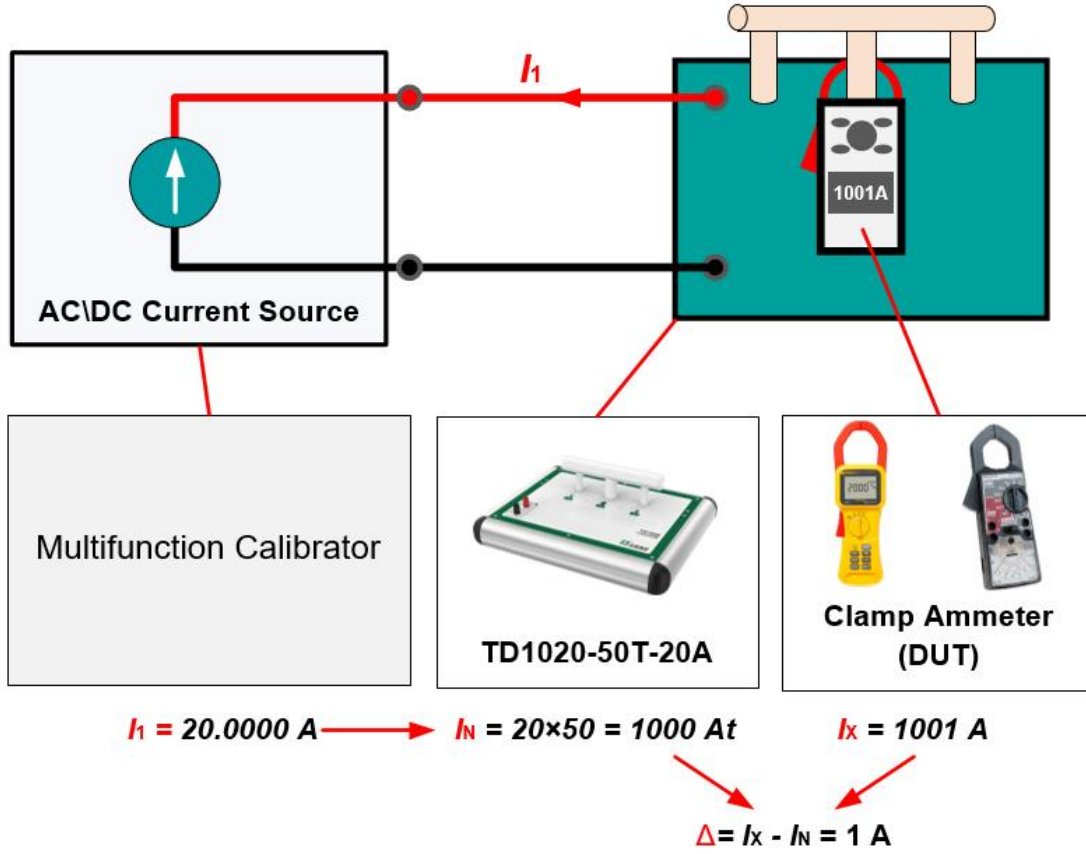 I1
1001A
AC\DC Current Source
Multifunction Calibrator
TD1020-50T-20A
Clamp Ammeter
(DUT)
I1 = 20.0000 A
IN = 20×50 = 1000 At
IX = 1001 A
Δ= IX - IN = 1 A